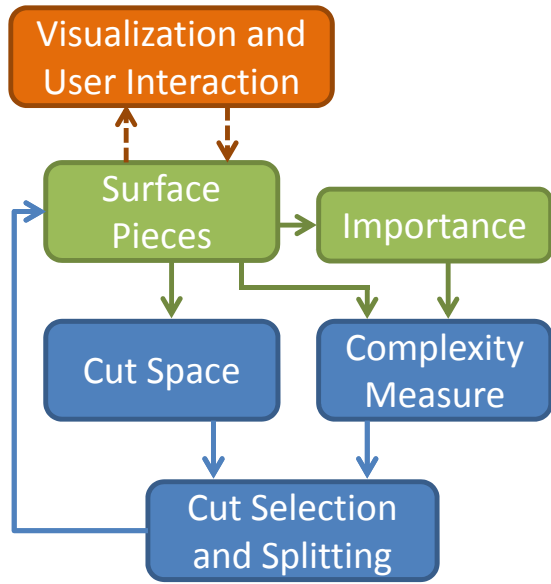 Visualization and
User Interaction
Surface
Pieces
Importance
Cut Space
Complexity
Measure
Cut Selection
and Splitting